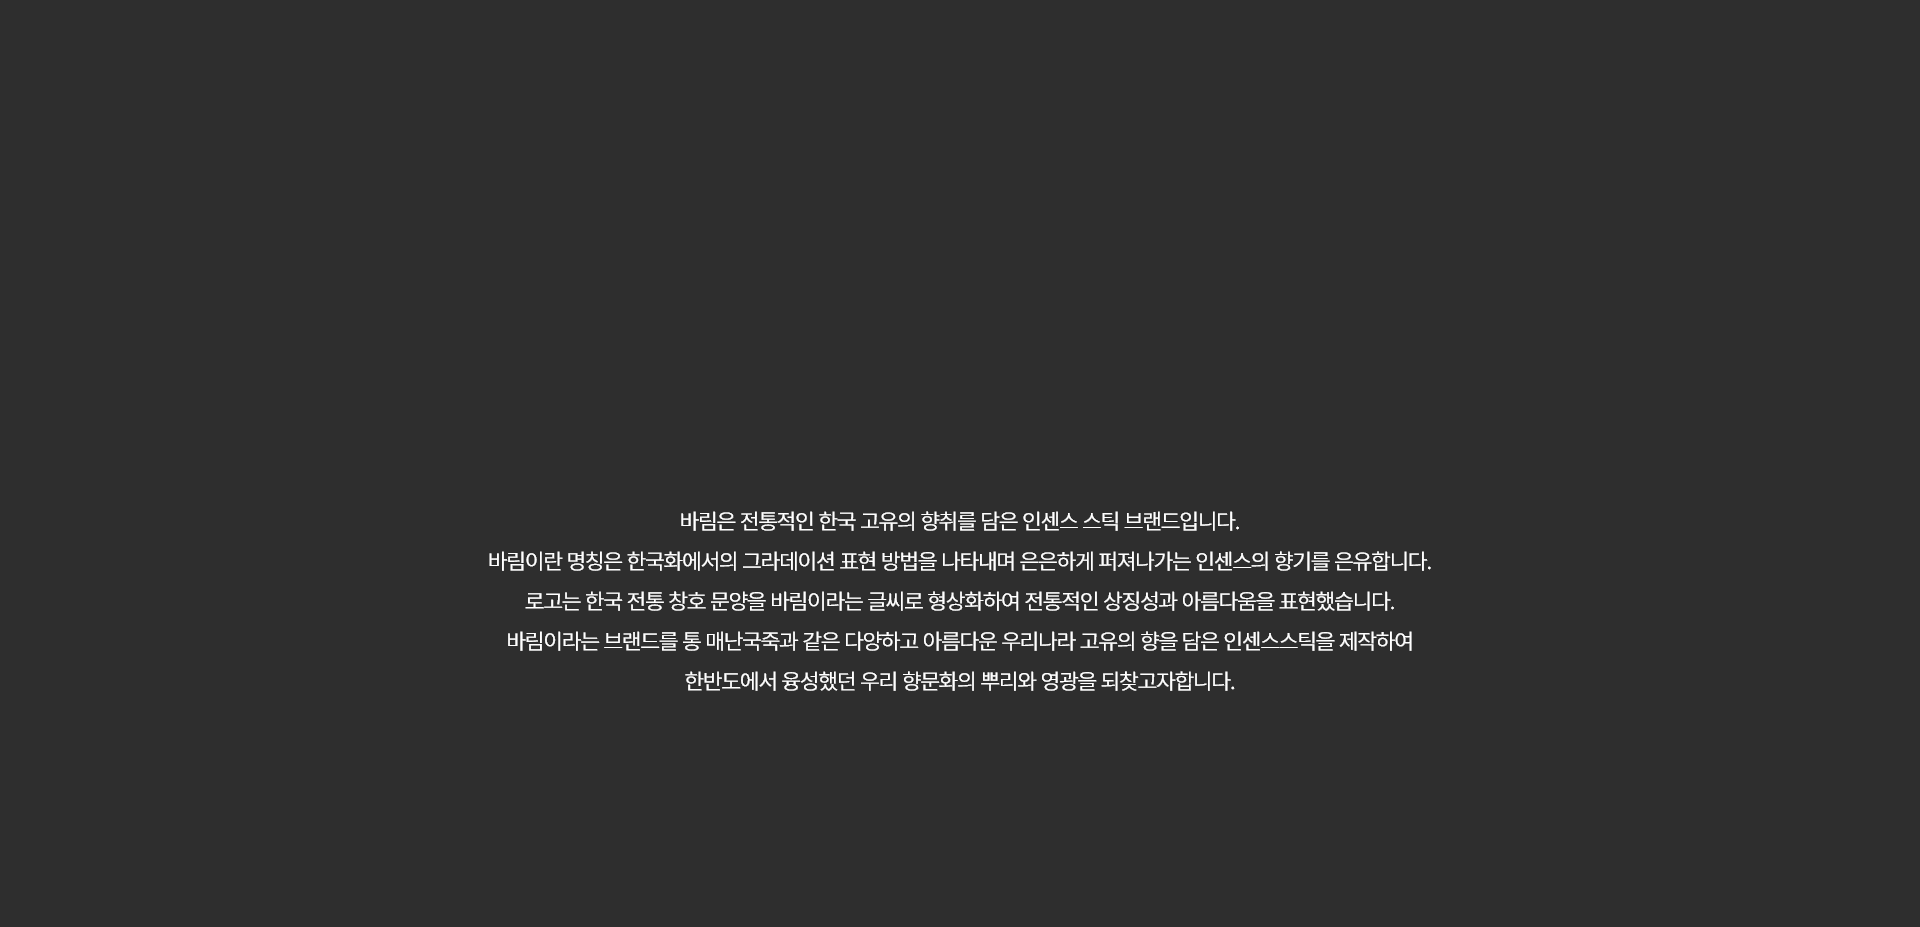 바림은 전통적인 한국 고유의 향취를 담은 인센스 스틱 브랜드입니다.
바림이란 명칭은 한국화에서의 그라데이션 표현 방법을 나타내며 은은하게 퍼져나가는 인센스의 향기를 은유합니다.
로고는 한국 전통 창호 문양을 바림이라는 글씨로 형상화하여 전통적인 상징성과 아름다움을 표현했습니다.
바림이라는 브랜드를 통 매난국죽과 같은 다양하고 아름다운 우리나라 고유의 향을 담은 인센스스틱을 제작하여
한반도에서 융성했던 우리 향문화의 뿌리와 영광을 되찾고자합니다.